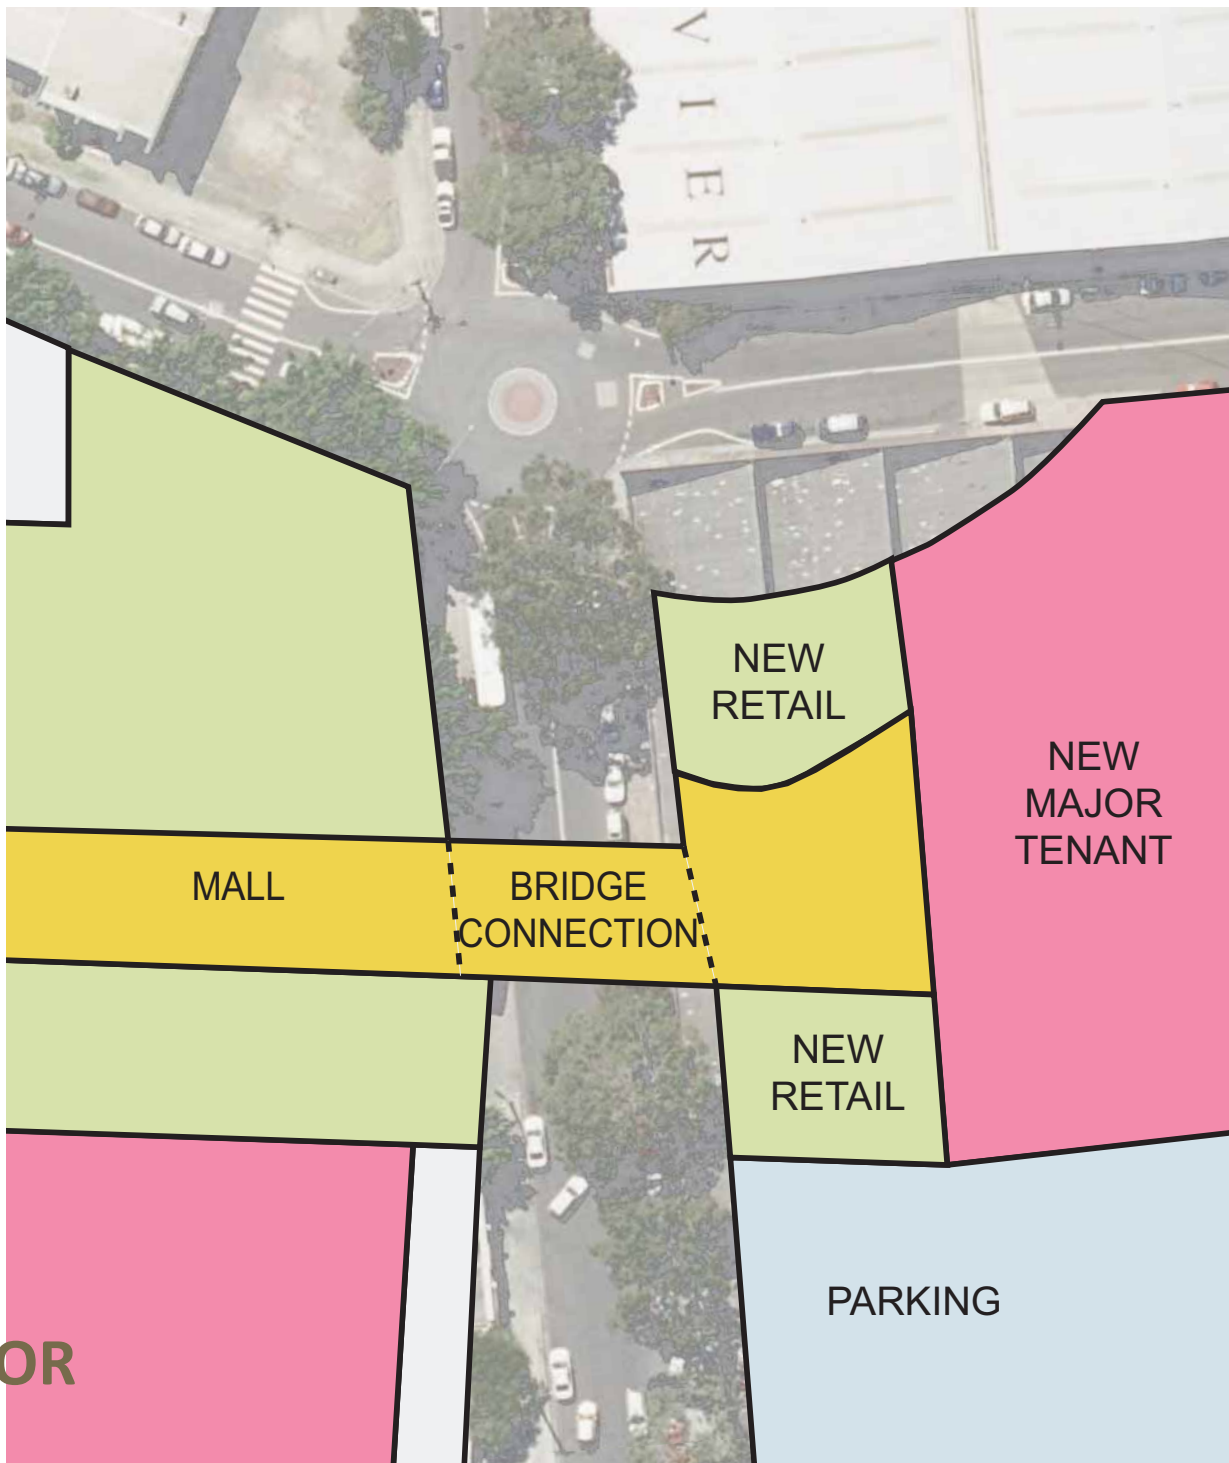 VIER
NEW
RETAIL
NEW
MAJOR
TENANT
MALL
BRIDGE
CONNECTION
NEW
RETAIL
PARKING
OR